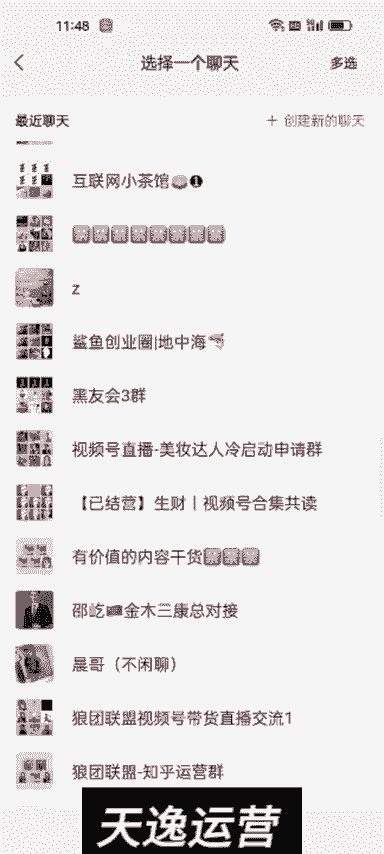 11:48
选择一个聊天
多选
最近聊天
+ 创建新的聊天
互联网小茶馆
z
鲨鱼创业圈|地中海
黑友会3群
视频号直播-美妆达人冷启动申请群
【已结营】生财丨视频号合集共读
有价值的内容干货
邵屹 金木三康总对接
晨哥（不闲聊）
狼团联盟视频号带货直播交流1
狼团联盟-知乎运营群
天逸运营